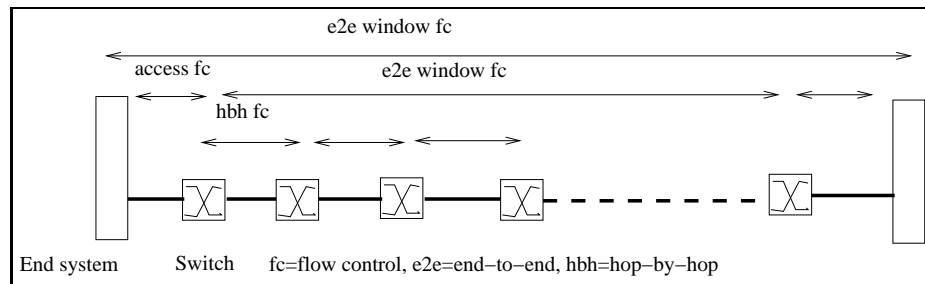 e2e window fc
access fc
e2e window fc
hbh fc
End system
Switch
fc=flow control, e2e=end−to−end, hbh=hop−by−hop